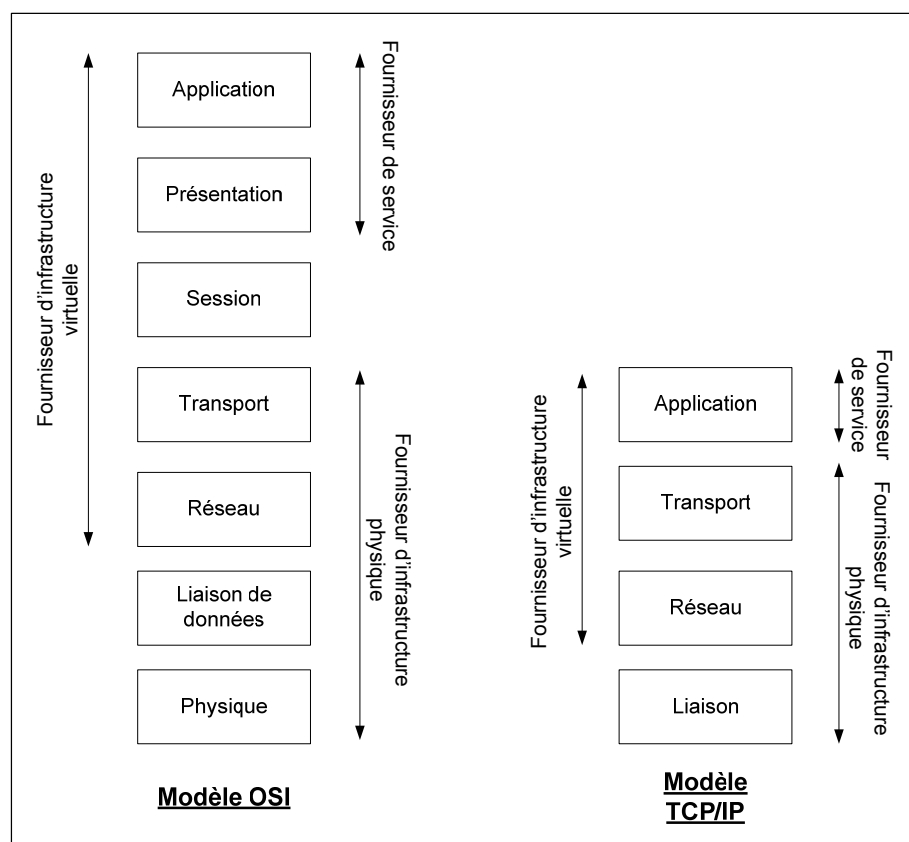 Application
Présentation
Session
Transport
Réseau
Liaison de
données
Physique
Fournisseur d'infrastructure
virtuelle
Fournisseur de service
Fournisseur d'infrastructure
physique
Modèle OSI
Application
Transport
Réseau
Liaison
Fournisseur d'infrastructure
virtuelle
Fournisseur
de service
Fournisseur d'infrastructure
physique
Modèle
TCP/IP